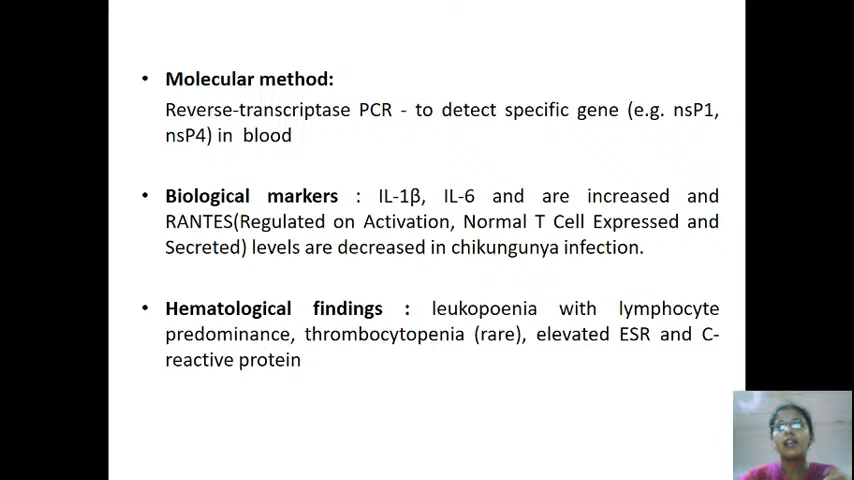 • Molecular method:
Reverse-transcriptase PCR - to detect specific gene (e.g. nsP1,
nsP4) in blood
• Biological markers : IL-1β, IL-6 and are increased and
RANTES(Regulated on Activation, Normal T Cell Expressed and
Secreted) levels are decreased in chikungunya infection.
• Hematological findings : leukopoenia with lymphocyte
predominance, thrombocytopenia (rare), elevated ESR and C-
reactive protein